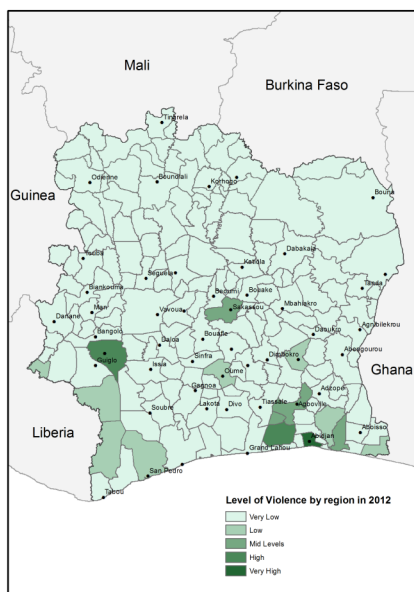 Mali
Burkina Faso
Tingrela
Guinea
Odienne
Boundiali
Korhogo
Bouna
Touba
Seguela
Katiola
Dabakala
Biankouma
Beoumi
Bouake
Tanda
Man
Vavoua
Sakassou
Mbahiakro
Danane
Agnibilekrou
Bangolo
Daloa
Bouafle
Daoukro
Guiglo
Issia
Sinfra
Dimbokro
Abengourou
Oume
Ghana
Gagnoa
Adzope
Soubre
Lakota
Divo
Tiassale
Agboville
Liberia
Aboisso
Grand-Lahou
Abidjan
San Pedro
Tabou
Level of Violence by region in 2012
Very Low
Low
Mid Levels
High
Very High